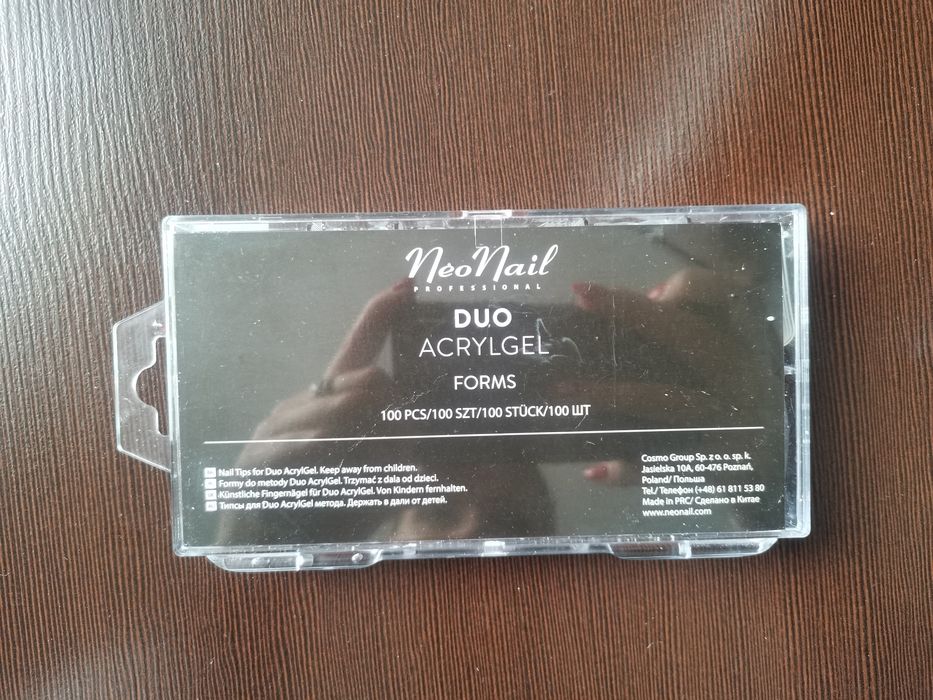 NeoNail
PROFESSIONAL
DUO
ACRYLGEL
FORMS
100 PCS/100 SZT/100 STÜCK/100 ШТ
Nail Tips for Duo AcrylGel. Keep away from children.
Formy do metody Duo AcrylGel. Trzymać z dala od dzieci.
Künstliche Fingernägel für Duo AcrylGel. Von Kindern fernhalten.
Типсы для Duo AcrylGel метода. Держать в дали от детей.
Cosmo Group Sp. z o. o. sp. k.
Jasielska 10A, 60-476 Poznań,
Poland/ Польша
Tel./ Телефон (+48) 61 811 53 80
Made in PRC/ Сделано в Китае
www.neonail.com